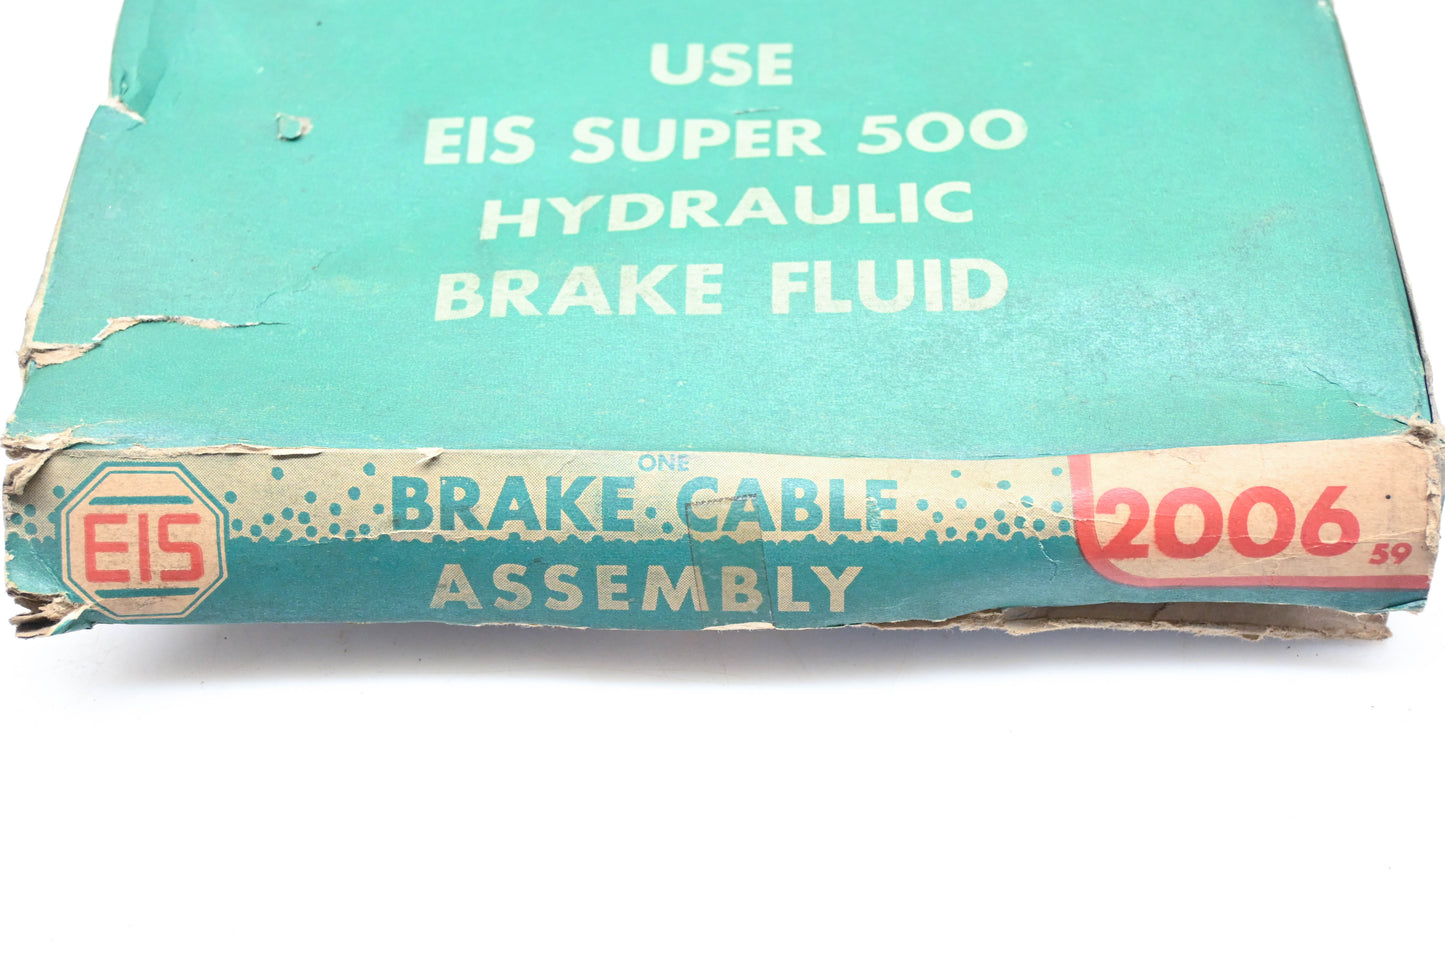 USE
EIS SUPER 500
HYDRAULIC
BRAKE FLUID
EIS
ONE
BRAKE CABLE
ASSEMBLY
2006
59